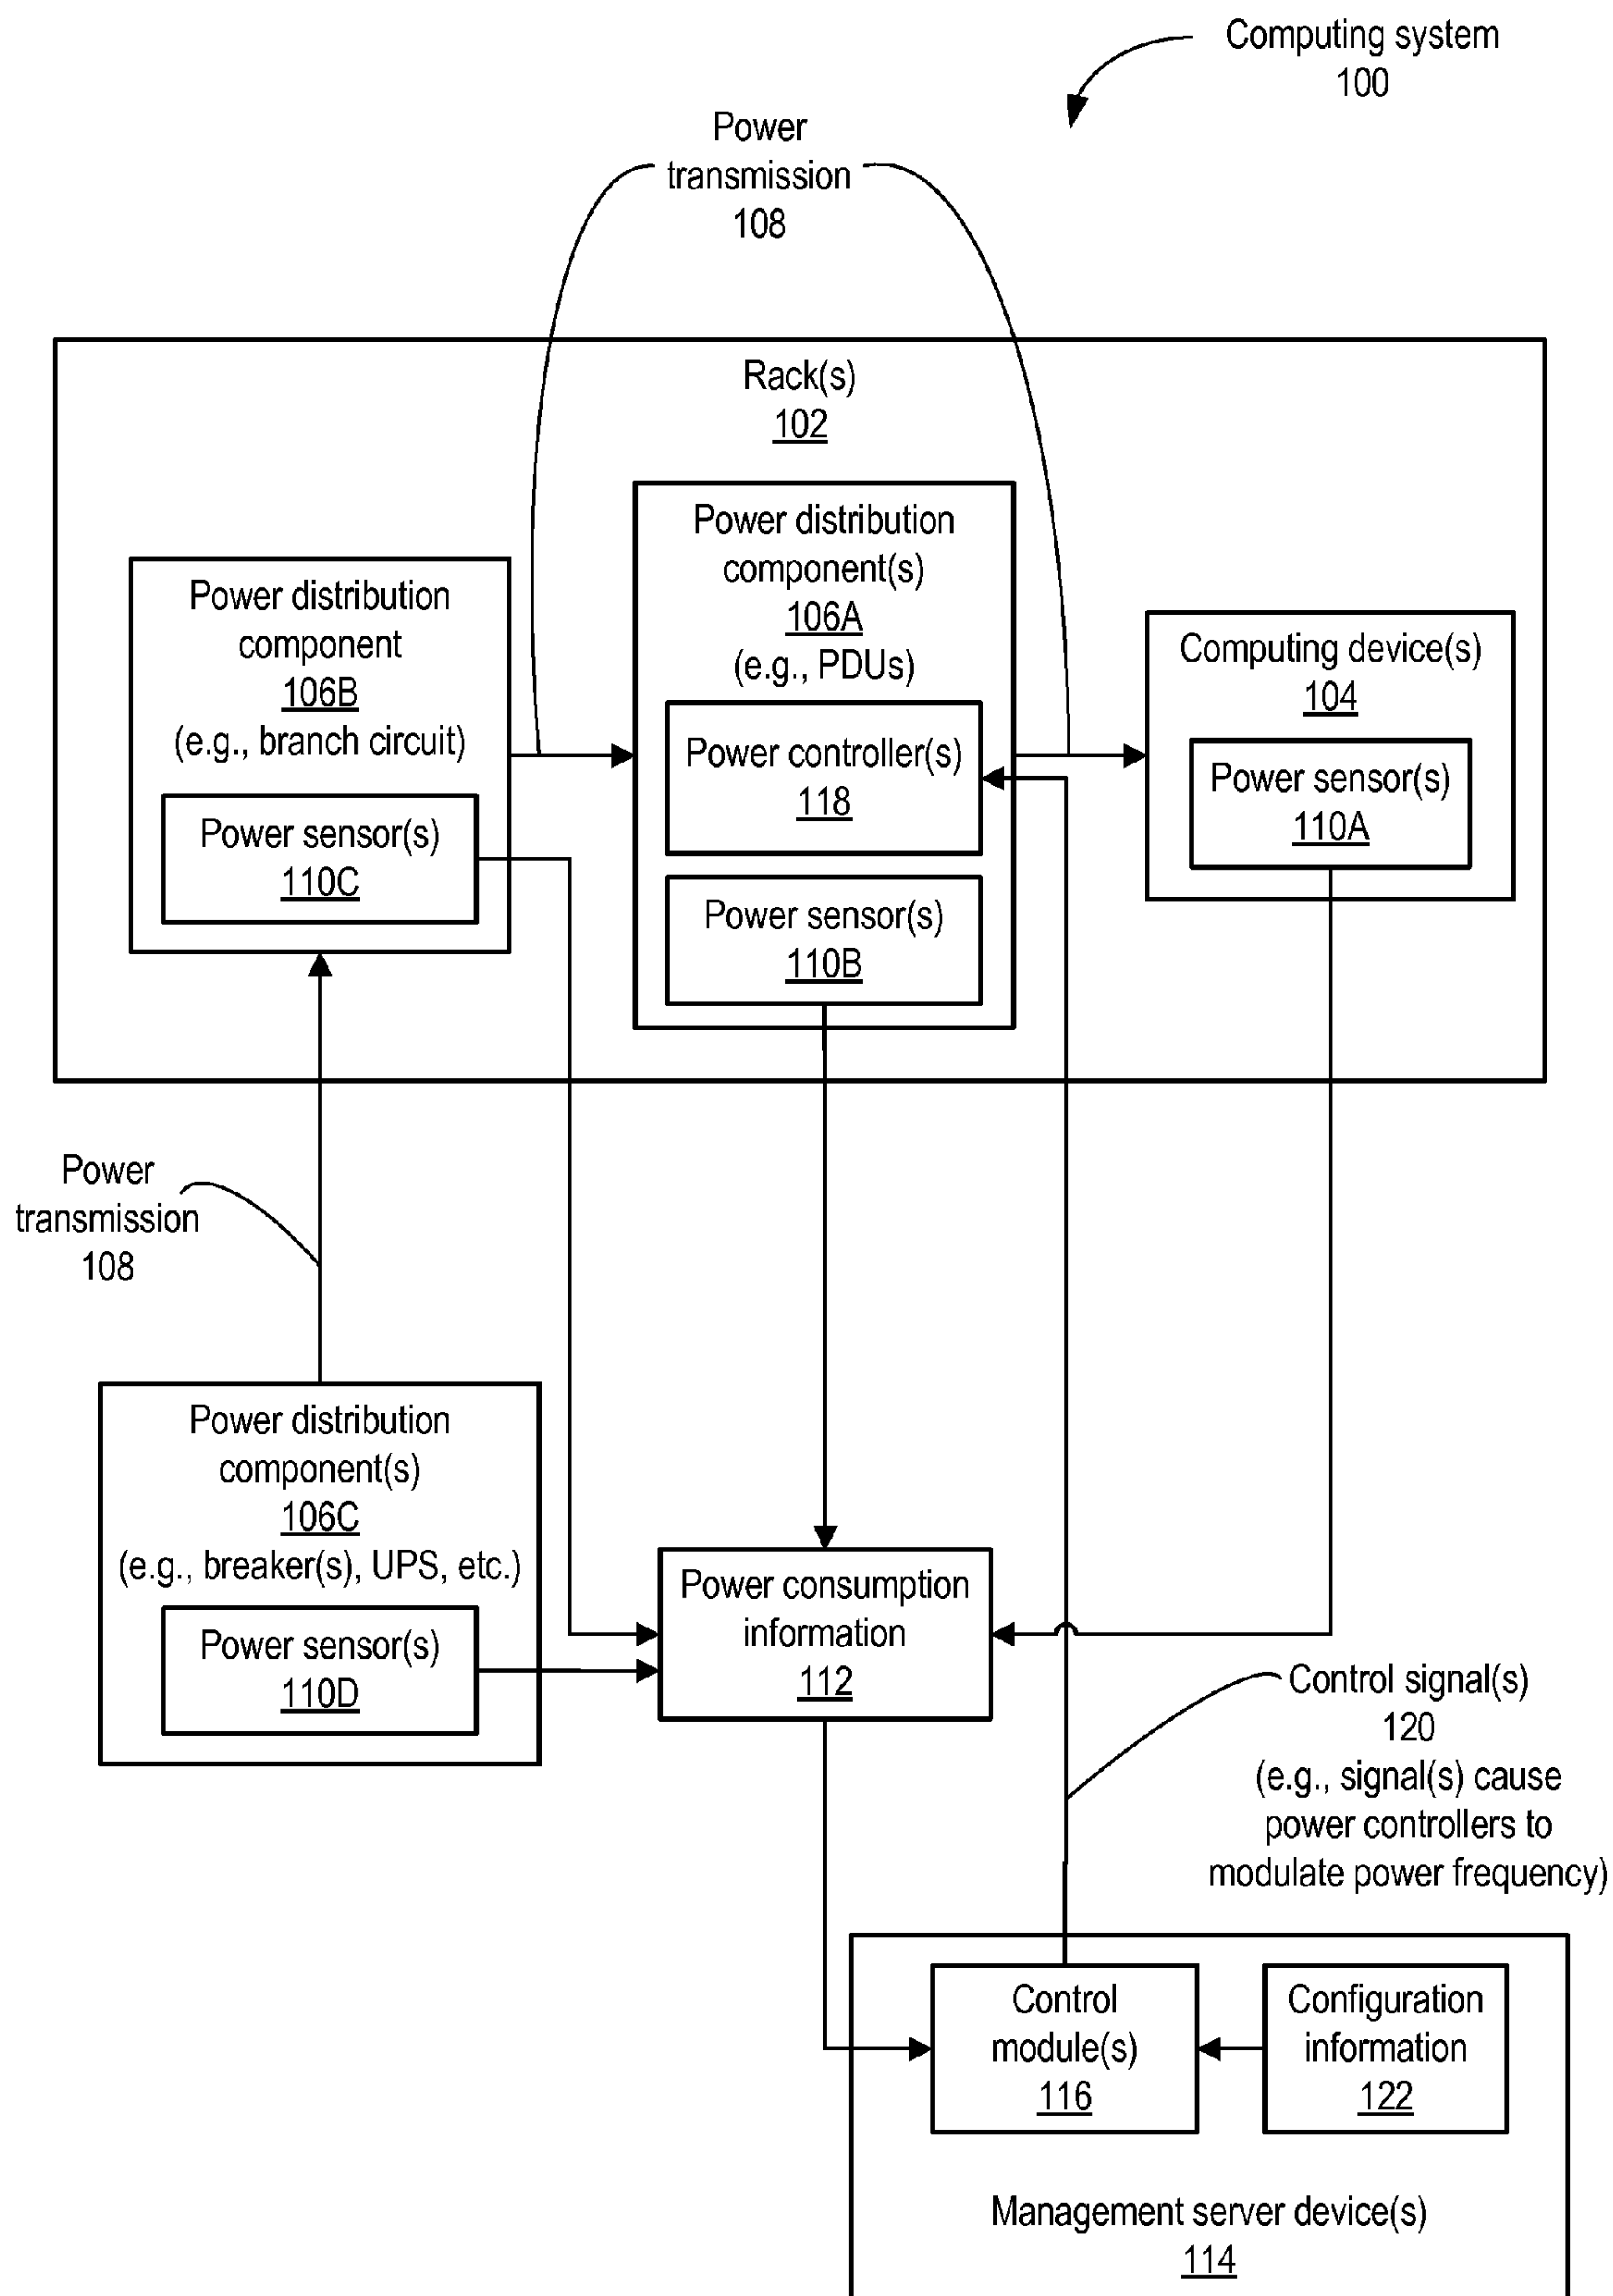 Computing system
100
Power
transmission
108
Rack(s)
102
Power distribution
component
106B
(e.g., branch circuit)
Power sensor(s)
110C
Power distribution
component(s)
106A
(e.g., PDUs)
Power controller(s)
118
Power sensor(s)
110B
Computing device(s)
104
Power sensor(s)
110A
Power
transmission
108
Power distribution
component(s)
106C
(e.g., breaker(s), UPS, etc.)
Power sensor(s)
110D
Power consumption
information
112
Control signal(s)
120
(e.g., signal(s) cause
power controllers to
modulate power frequency)
Control
module(s)
116
Configuration
information
122
Management server device(s)
114